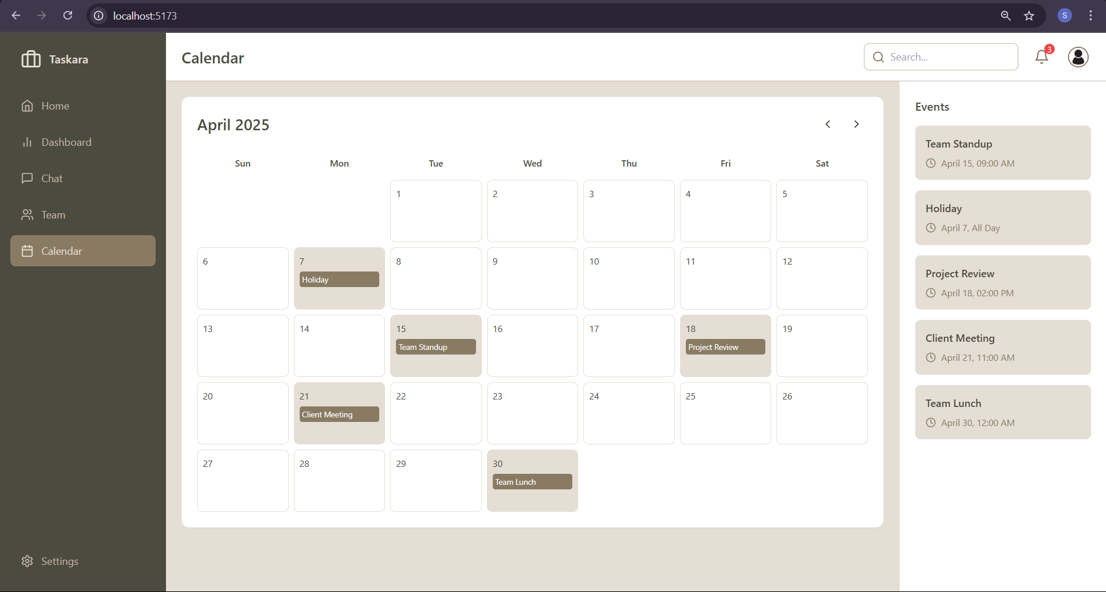 localhost:5173
S
Taskara
Calendar
Search...
3
Home
Dashboard
Chat
Team
Calendar
Settings
April 2025
Sun Mon Tue Wed Thu Fri Sat
1 2 3 4 5
6 7 8 9 10 11 12
Holiday
13 14 15 16 17 18 19
Team Standup Project Review
20 21 22 23 24 25 26
Client Meeting
27 28 29 30
Team Lunch
Events
Team Standup
April 15, 09:00 AM
Holiday
April 7, All Day
Project Review
April 18, 02:00 PM
Client Meeting
April 21, 11:00 AM
Team Lunch
April 30, 12:00 AM